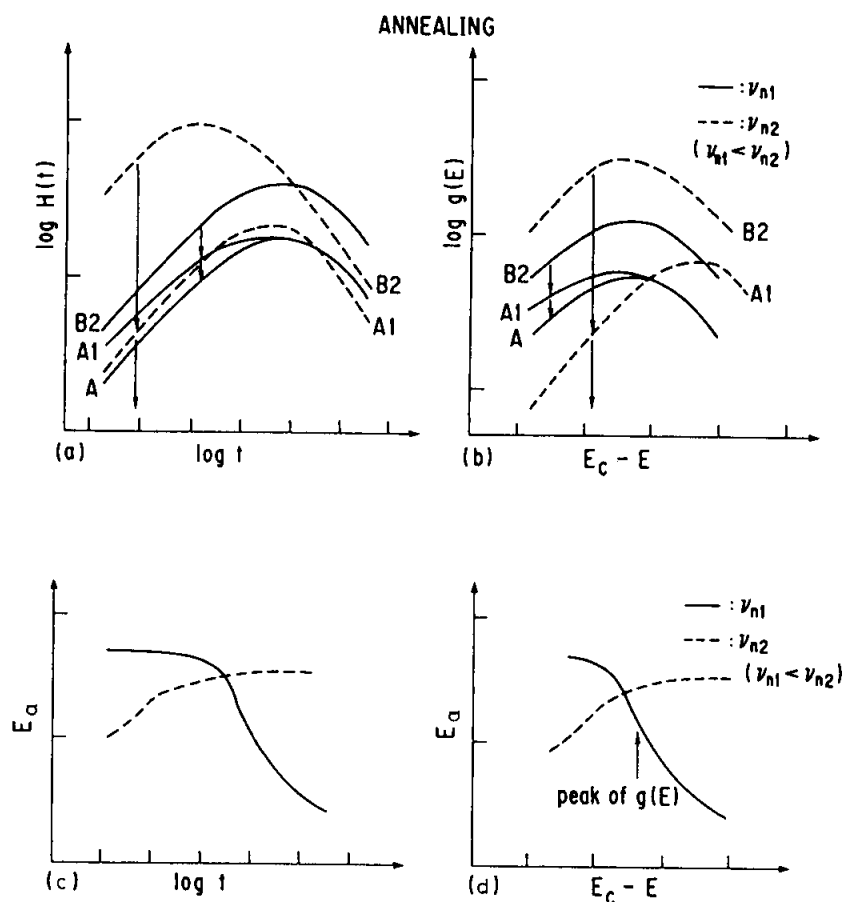 ANNEALING
log H(t)
B2
A1
A
B2
A1
(a)
log t
log g(E)
— : ν_n1
--- : ν_n2
(ν_n1 < ν_n2)
B2
B2
A1
A1
A
(b)
E_C – E
E_a
(c)
log t
E_a
— : ν_n1
--- : ν_n2
(ν_n1 < ν_n2)
peak of g(E)
(d)
E_C – E